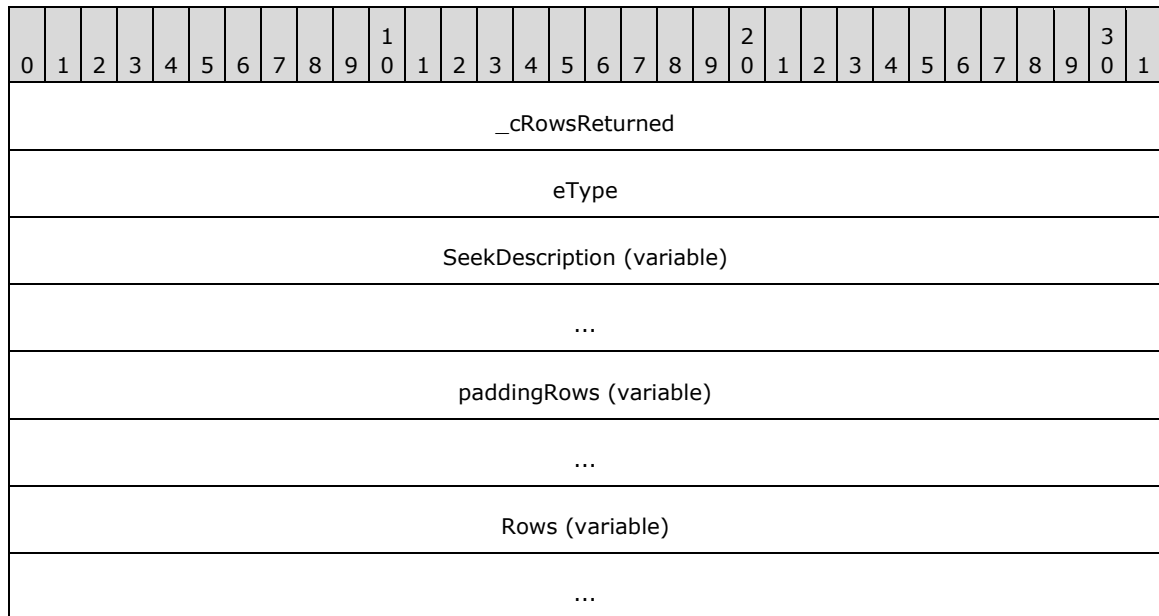 1 2 3
0 1 2 3 4 5 6 7 8 9 0 1 2 3 4 5 6 7 8 9 0 1 2 3 4 5 6 7 8 9 0 1
_cRowsReturned
eType
SeekDescription (variable)
...
paddingRows (variable)
...
Rows (variable)
...